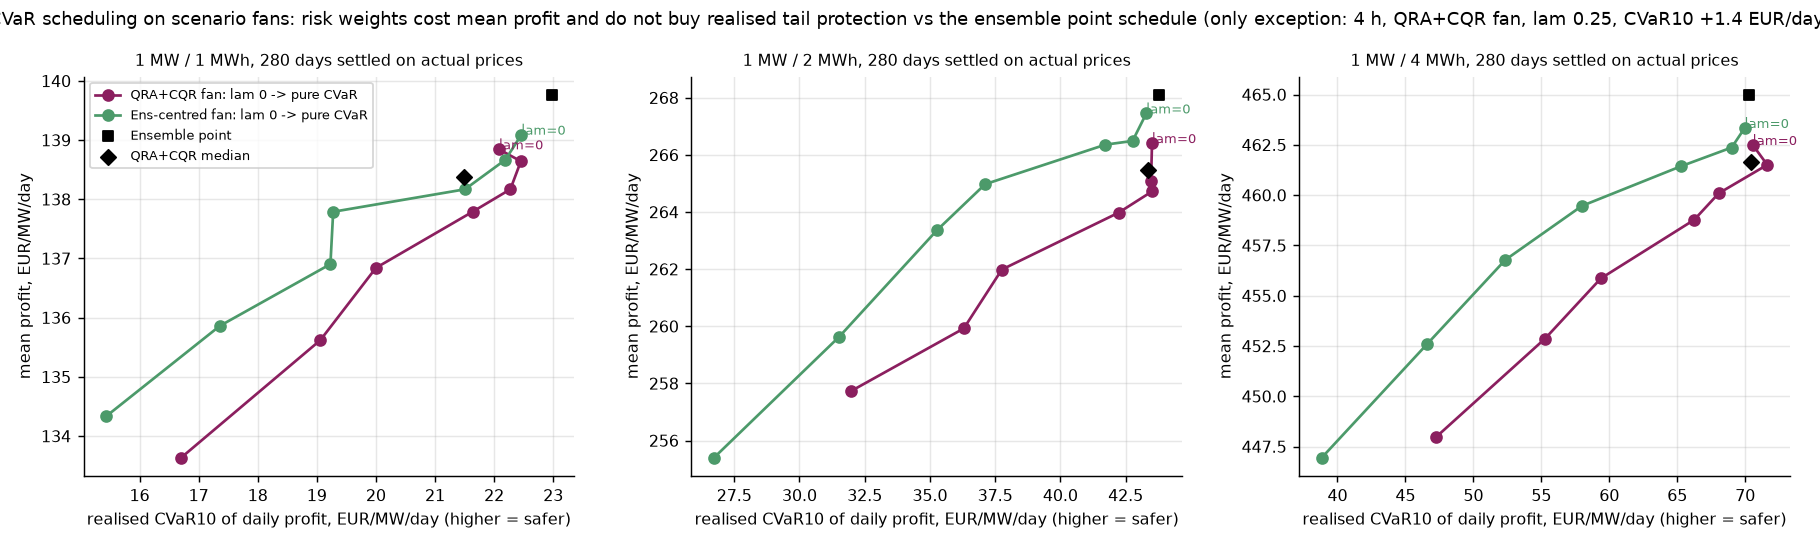 VaR scheduling on scenario fans: risk weights cost mean profit and do not buy realised tail protection vs the ensemble point schedule (only exception: 4 h, QRA+CQR fan, lam 0.25, CVaR10 +1.4 EUR/day
1 MW / 1 MWh, 280 days settled on actual prices
140
139
138
137
136
135
134
mean profit, EUR/MW/day
QRA+CQR fan: lam 0 -> pure CVaR
Ens-centred fan: lam 0 -> pure CVaR
Ensemble point
QRA+CQR median
lam=0
lam=0
16 17 18 19 20 21 22 23
realised CVaR10 of daily profit, EUR/MW/day (higher = safer)
1 MW / 2 MWh, 280 days settled on actual prices
268
266
264
262
260
258
256
mean profit, EUR/MW/day
lam=0
lam=0
27.5 30.0 32.5 35.0 37.5 40.0 42.5
realised CVaR10 of daily profit, EUR/MW/day (higher = safer)
1 MW / 4 MWh, 280 days settled on actual prices
465.0
462.5
460.0
457.5
455.0
452.5
450.0
447.5
mean profit, EUR/MW/day
lam=0
lam=0
40 45 50 55 60 65 70
realised CVaR10 of daily profit, EUR/MW/day (higher = safer)